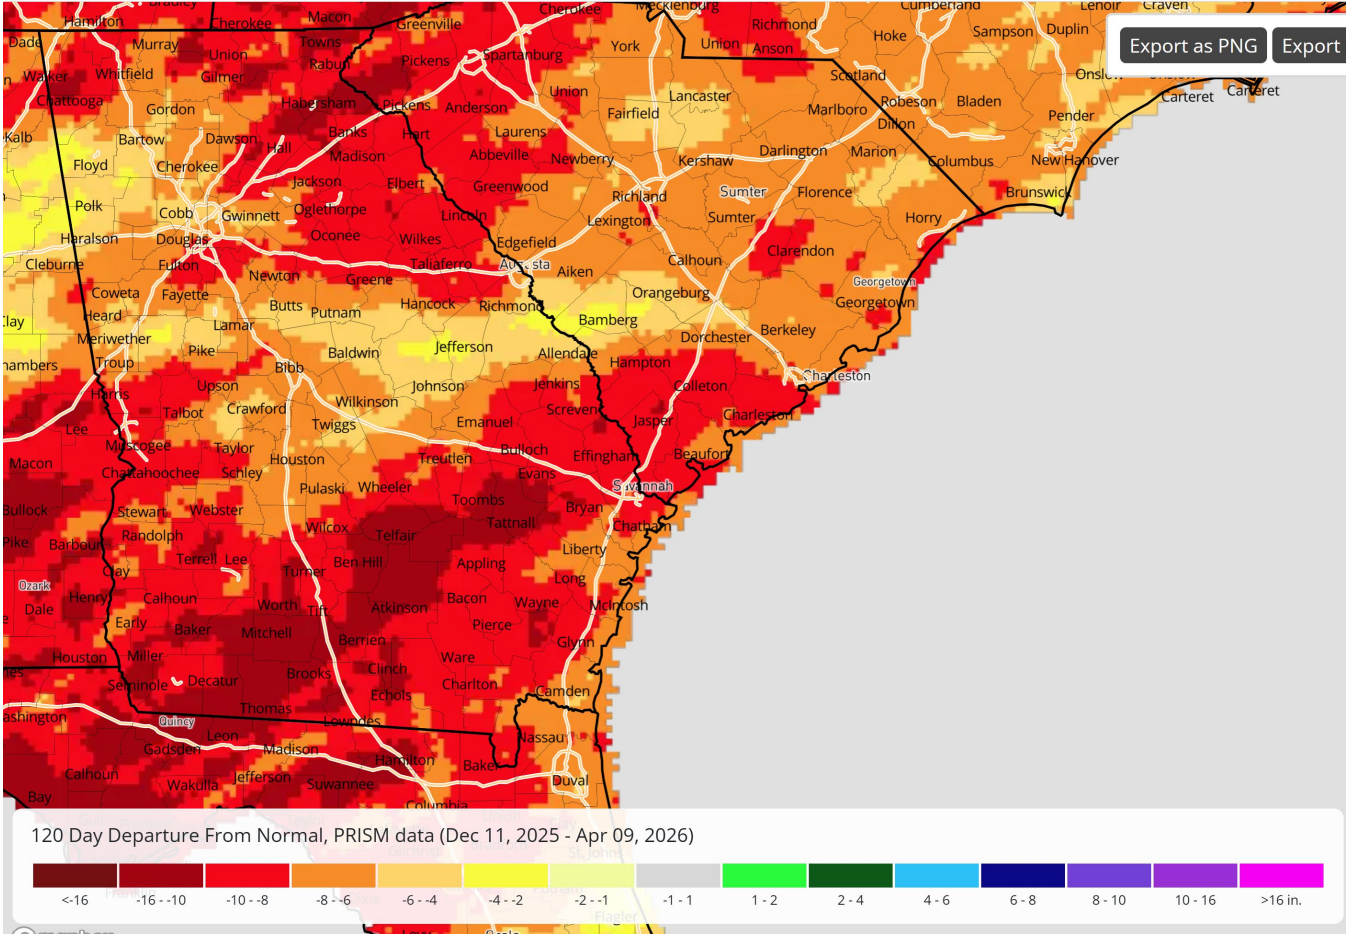 Bradley
Macon
Cherokee
Mecklenburg
Cumberland
Lenoir
Craven
Hamilton
Cherokee
Greenville
Richmond
Duplin
Dade
Murray
Towns
York
Union
Anson
Hoke
Sampson
Export as PNG
Export
Union
Rabun
Pickens
Spartanburg
Walker
Whitfield
Gilmer
Scotland
Onslow
Chattooga
Gordon
Habersham
Pickens
Anderson
Union
Lancaster
Marlboro
Robeson
Bladen
Carteret
Carteret
Fairfield
Pender
Kalb
Bartow
Dawson
Hall
Banks
Hart
Laurens
Dillon
Floyd
Cherokee
Madison
Abbeville
Newberry
Kershaw
Darlington
Marion
Columbus
New Hanover
Jackson
Elbert
Greenwood
Richland
Sumter
Florence
Brunswick
Polk
Cobb
Gwinnett
Oglethorpe
Lincoln
Lexington
Sumter
Horry
Haralson
Douglas
Oconee
Wilkes
Edgefield
Clarendon
Cleburne
Fulton
Newton
Greene
Taliaferro
Augusta
Aiken
Calhoun
Georgetown
Coweta
Fayette
Butts
Putnam
Hancock
Richmond
Orangeburg
Georgetown
Clay
Heard
Lamar
Bamberg
Berkeley
Meriwether
Pike
Baldwin
Jefferson
Allendale
Dorchester
hambers
Troup
Bibb
Hampton
Charleston
Harris
Upson
Johnson
Jenkins
Colleton
Talbot
Crawford
Wilkinson
Screven
Charleston
Lee
Twiggs
Emanuel
Jasper
Muscogee
Taylor
Bulloch
Effingham
Beaufort
Macon
Chattahoochee
Schley
Houston
Treutlen
Evans
Savannah
Pulaski
Wheeler
Toombs
Bullock
Stewart
Webster
Bryan
Pike
Barbour
Randolph
Wilcox
Telfair
Tattnall
Chatham
Terrell
Lee
Ben Hill
Appling
Liberty
Clay
Turner
Long
Ozark
Dale
Henry
Calhoun
Worth
Tift
Atkinson
Bacon
Wayne
McIntosh
Early
Baker
Mitchell
Berrien
Pierce
Glynn
Houston
Miller
Brooks
Clinch
Ware
Seminole
Decatur
Echols
Charlton
Camden
Thomas
Lowndes
ashington
Quincy
Leon
Nassau
Gadsden
Madison
Hamilton
Baker
Calhoun
Wakulla
Jefferson
Suwannee
Duval
Bay
Columbia
Union
120 Day Departure From Normal, PRISM data (Dec 11, 2025 - Apr 09, 2026)
St. Johns
<-16
-16 - -10
-10 - -8
-8 - -6
-6 - -4
-4 - -2
-2 - -1
-1 - 1
1 - 2
2 - 4
4 - 6
6 - 8
8 - 10
10 - 16
>16 in.
Flagler